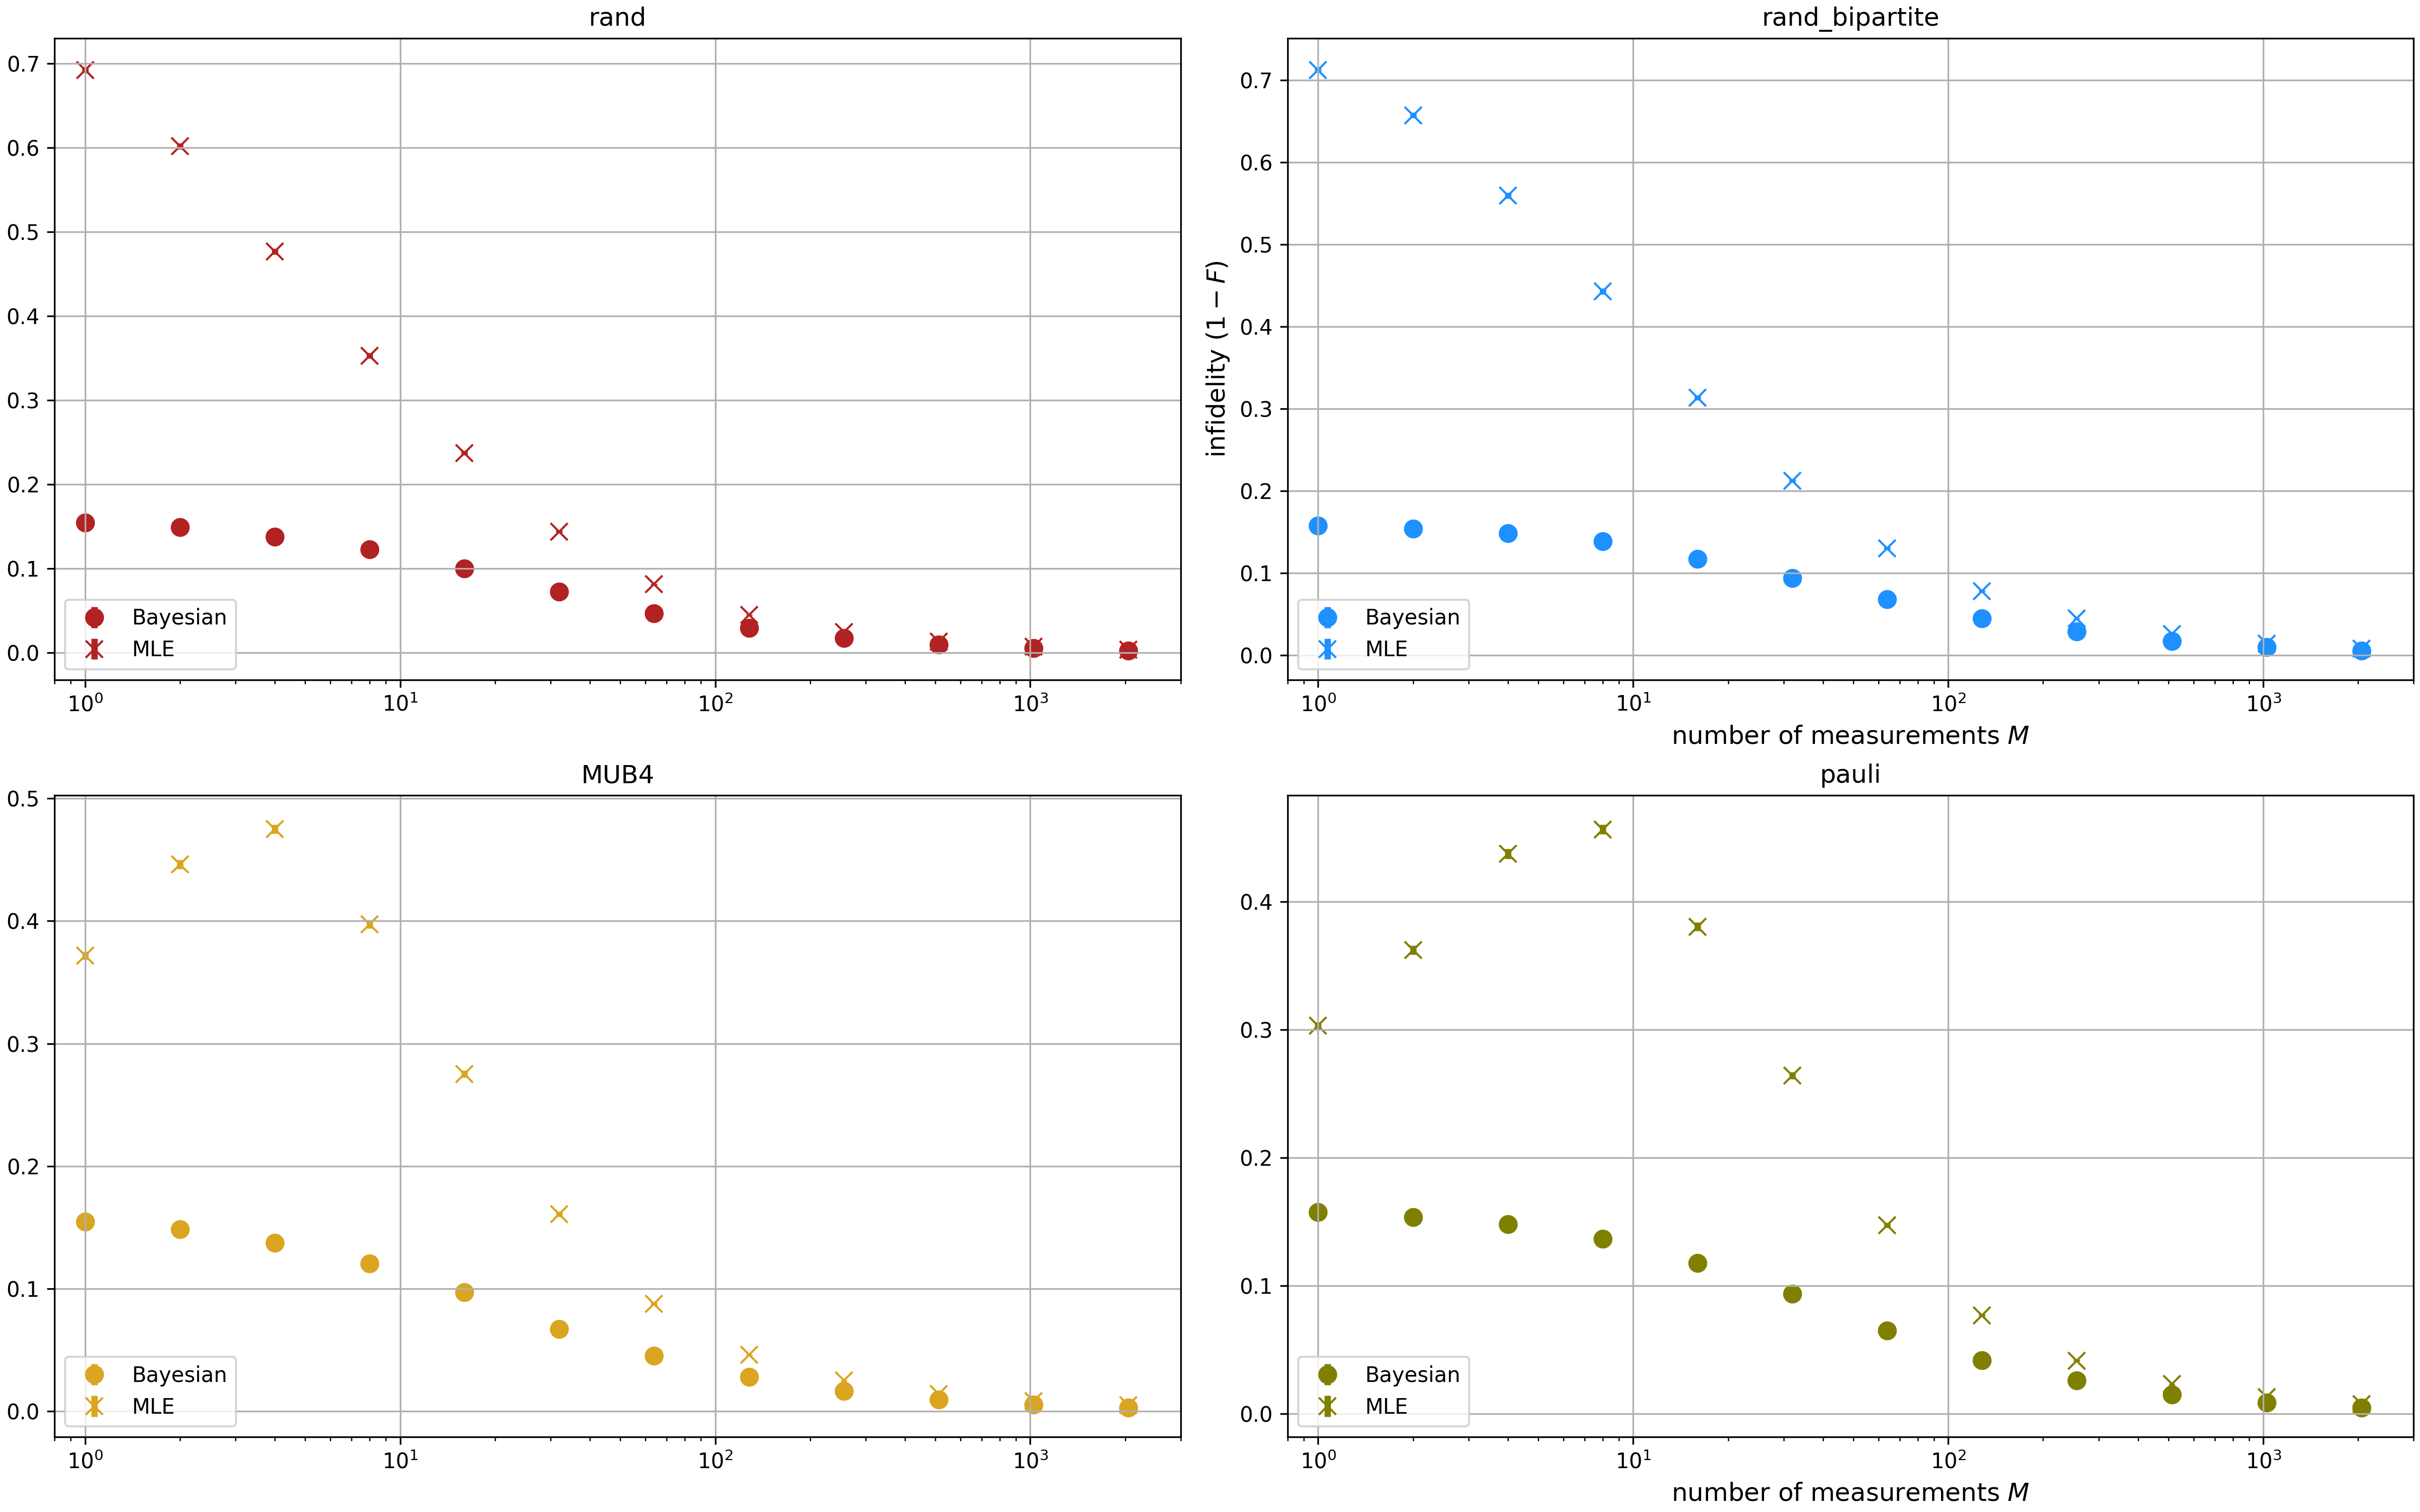 rand
0.7
0.6
0.5
0.4
0.3
0.2
0.1
0.0
Bayesian
MLE
10⁰ 10¹ 10² 10³
rand_bipartite
infidelity (1 − F)
0.7
0.6
0.5
0.4
0.3
0.2
0.1
0.0
Bayesian
MLE
10⁰ 10¹ 10² 10³
number of measurements M
MUB4
0.5
0.4
0.3
0.2
0.1
0.0
Bayesian
MLE
10⁰ 10¹ 10² 10³
pauli
0.4
0.3
0.2
0.1
0.0
Bayesian
MLE
10⁰ 10¹ 10² 10³
number of measurements M